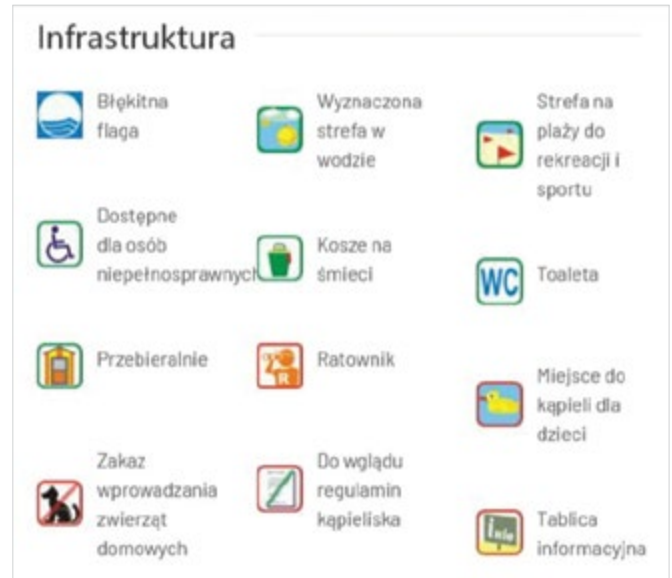 Infrastruktura
Błękitna
flaga
Wyznaczona
strefa w
wodzie
Strefa na
plaży do
rekreacji i
sportu
Dostępne
dla osób
niepełnosprawnych
Kosze na
śmieci
WC
Toaleta
Przebieralnie
R
Ratownik
Miejsce do
kąpieli dla
dzieci
Zakaz
wprowadzania
zwierząt
domowych
Do wglądu
regulamin
kąpieliska
Tablica
informacyjna